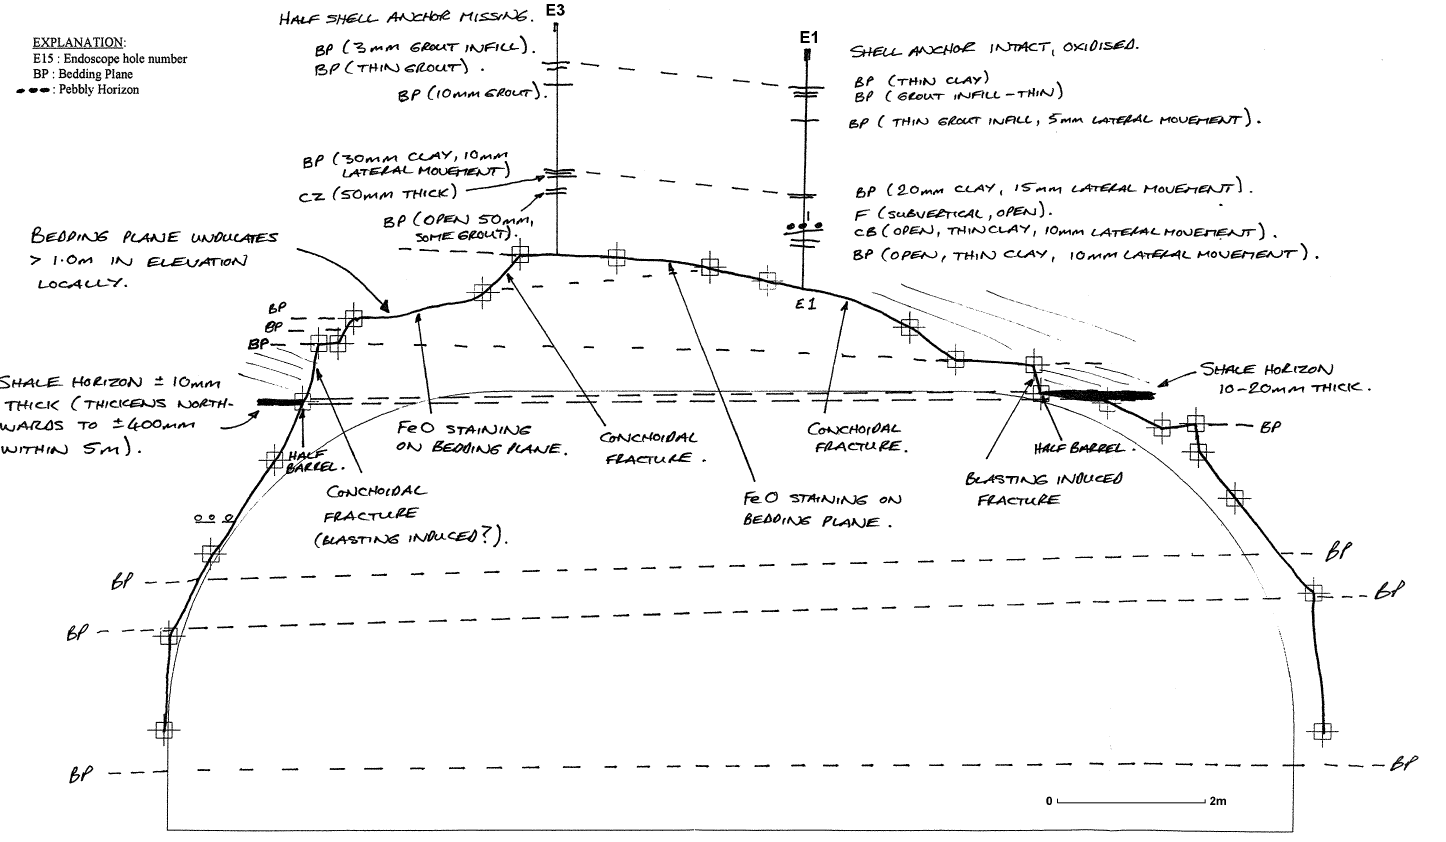 EXPLANATION:
E15 : Endoscope hole number
BP : Bedding Plane
: Pebbly Horizon
HALF SHELL ANCHOR MISSING.
E3
BP (3mm GROUT INFILL).
BP (THIN GROUT).
BP (10mm GROUT).
BP (30mm CLAY, 10mm
LATERAL MOVEMENT)
CZ (50mm THICK)
BP (OPEN 50mm,
SOME GROUT).
E1
SHELL ANCHOR INTACT, OXIDISED.
BP (THIN CLAY)
BP (GROUT INFILL-THIN)
BP (THIN GROUT INFILL, 5mm LATERAL MOVEMENT).
BP (20mm CLAY, 15mm LATERAL MOVEMENT).
F (SUBVERTICAL, OPEN).
CB (OPEN, THIN CLAY, 10mm LATERAL MOVEMENT).
BP (OPEN, THIN CLAY, 10mm LATERAL MOVEMENT).
BEDDING PLANE UNDULATES
> 1.0m IN ELEVATION
LOCALLY.
E1
BP
BP
BP
SHALE HORIZON ± 10mm
THICK (THICKENS NORTH-
WARDS TO ±400mm
WITHIN 5m).
SHALE HORIZON
10-20mm THICK.
BP
HALF
BARREL.
FeO STAINING
ON BEDDING PLANE.
CONCHOIDAL
FRACTURE.
CONCHOIDAL
FRACTURE.
HALF BARREL.
CONCHOIDAL
FRACTURE
(BLASTING INDUCED?).
FeO STAINING ON
BEDDING PLANE.
BLASTING INDUCED
FRACTURE
BP
BP
BP
BP
BP
BP
0
2m